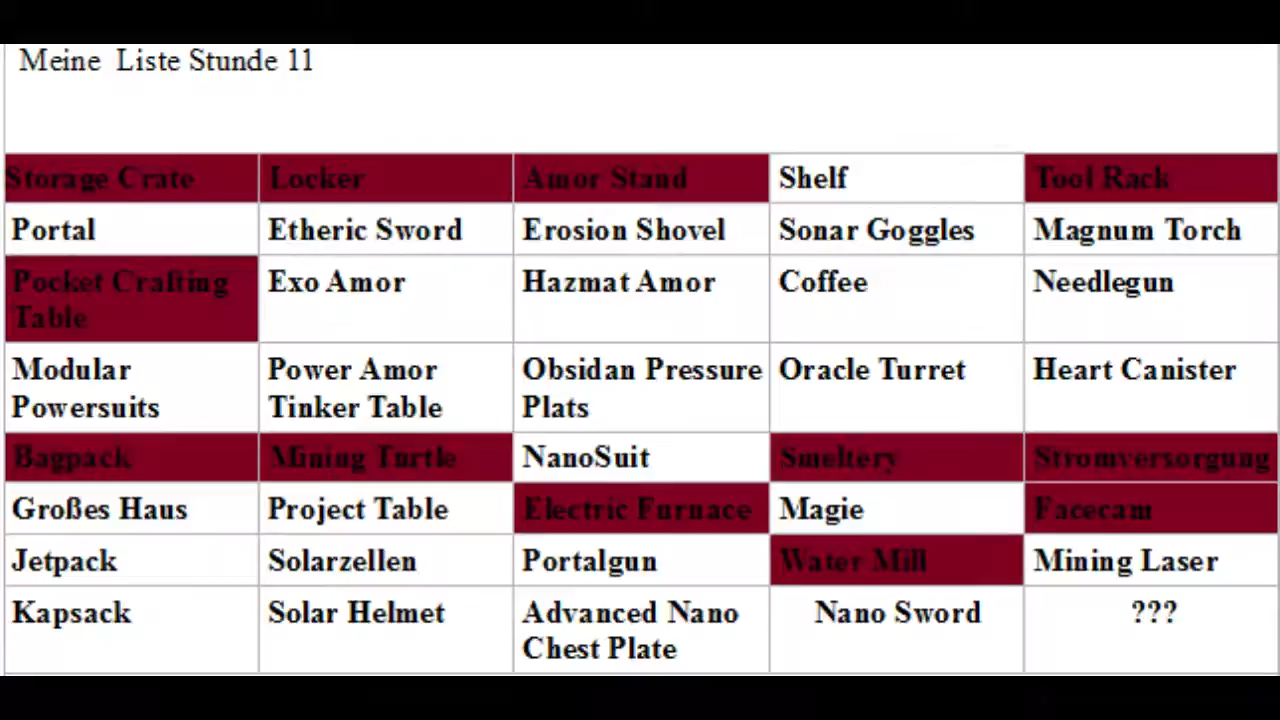 Meine Liste Stunde 11
Storage Crate Locker Amor Stand Shelf Tool Rack
Portal Etheric Sword Erosion Shovel Sonar Goggles Magnum Torch
Pocket Crafting Exo Amor Hazmat Amor Coffee Needlegun
Table
Modular Power Amor Obsidan Pressure Oracle Turret Heart Canister
Powersuits Tinker Table Plats
Bagpack Mining Turtle NanoSuit Smeltery Stromversorgung
Großes Haus Project Table Electric Furnace Magie Facecam
Jetpack Solarzellen Portalgun Water Mill Mining Laser
Kapsack Solar Helmet Advanced Nano Nano Sword ???
Chest Plate